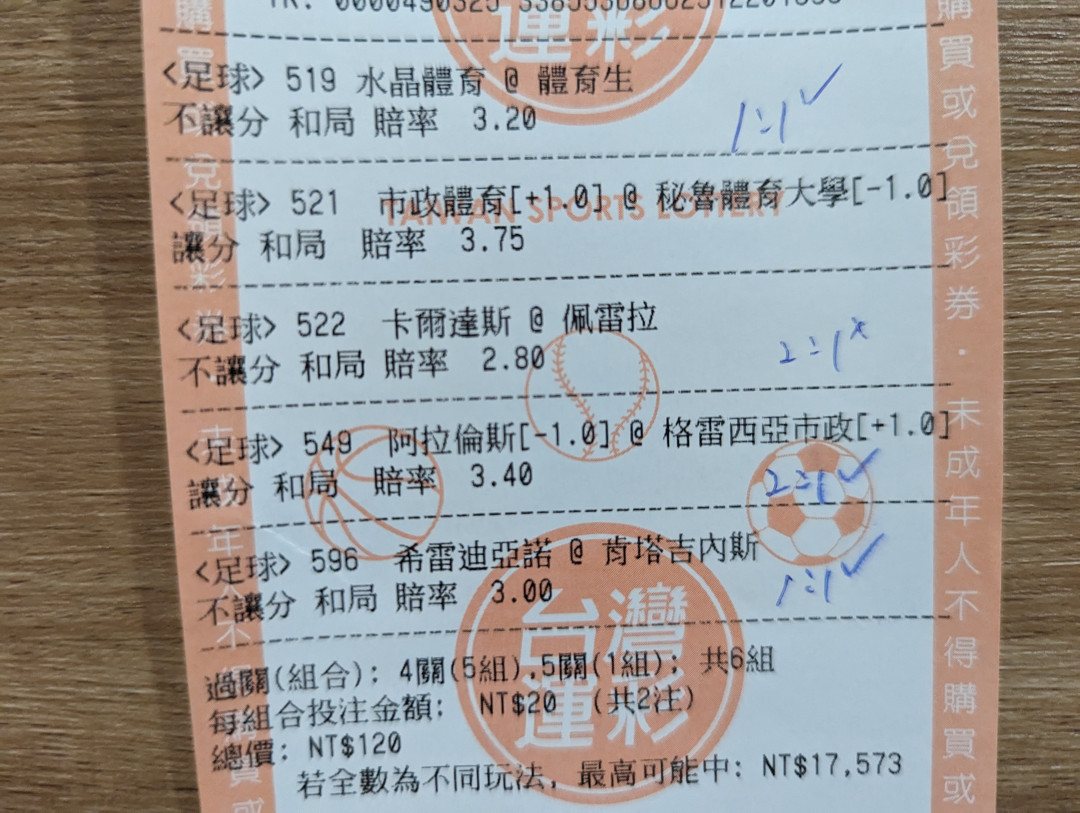 <足球> 519 水晶體育 @ 體育生
不讓分 和局 賠率 3.20
1:1✓
<足球> 521 市政體育[+1.0] @ 秘魯體育大學[-1.0]
TAIWAN SPORTS LOTTERY
讓分 和局 賠率 3.75
<足球> 522 卡爾達斯 @ 佩雷拉
不讓分 和局 賠率 2.80
2:1×
<足球> 549 阿拉倫斯[-1.0] @ 格雷西亞市政[+1.0]
讓分 和局 賠率 3.40
2:1✓
<足球> 596 希雷迪亞諾 @ 肯塔吉內斯
不讓分 和局 賠率 3.00
1:1✓
過關(組合): 4關(5組),5關(1組); 共6組
每組合投注金額: NT$20 (共2注)
總價: NT$120
若全數為不同玩法, 最高可能中: NT$17,573
台灣
運彩
運彩
購買或兌領彩券·未成年人不得購買或